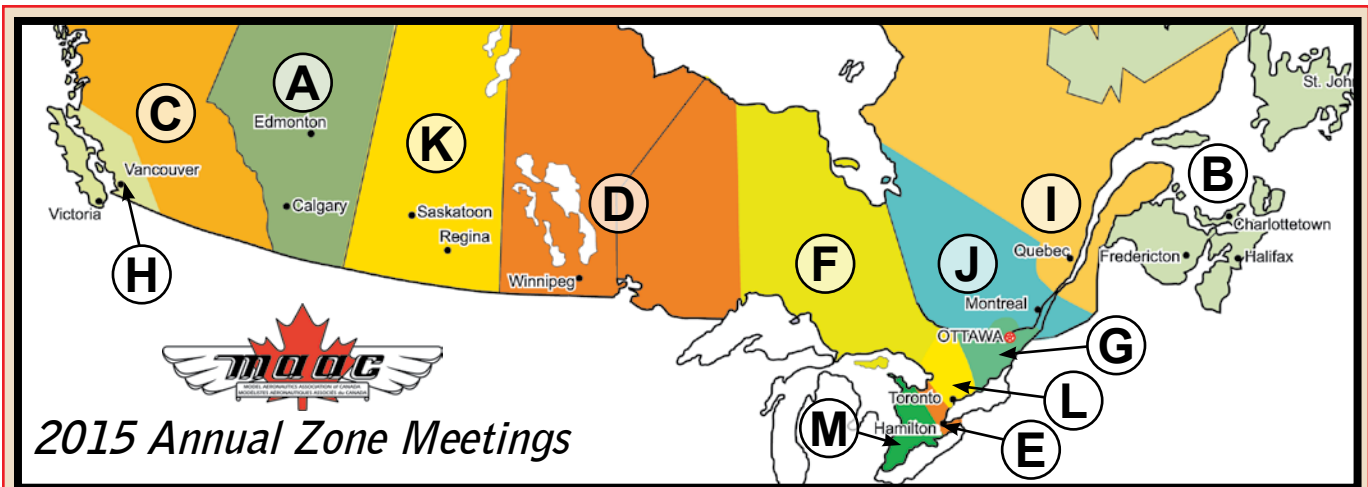 St. Joh
A
Edmonton
C
K
B
Vancouver
Victoria
Calgary
Saskatoon
D
I
Charlottetown
Regina
Quebec
Fredericton
Halifax
H
F
J
Winnipeg
Montreal
OTTAWA
G
maac
MODEL AERONAUTICS ASSOCIATION of CANADA
MODÉLISTES AÉRONAUTIQUES ASSOCIÉS du CANADA
Toronto
L
2015 Annual Zone Meetings
M
Hamilton
E